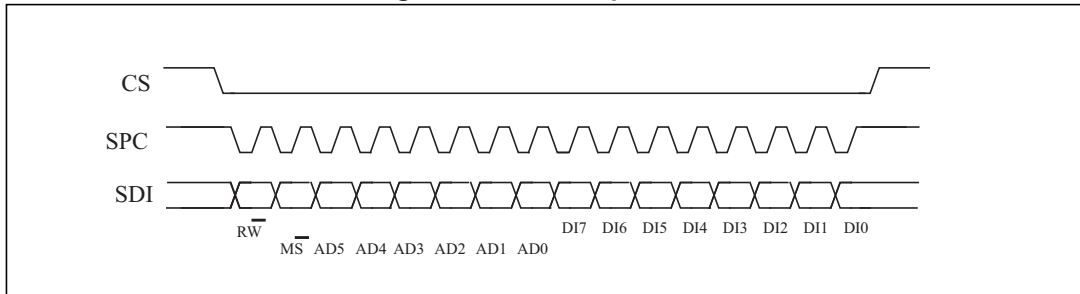 CS
SPC
SDI
RW̅ DI7 DI6 DI5 DI4 DI3 DI2 DI1 DI0
MS̅ AD5 AD4 AD3 AD2 AD1 AD0